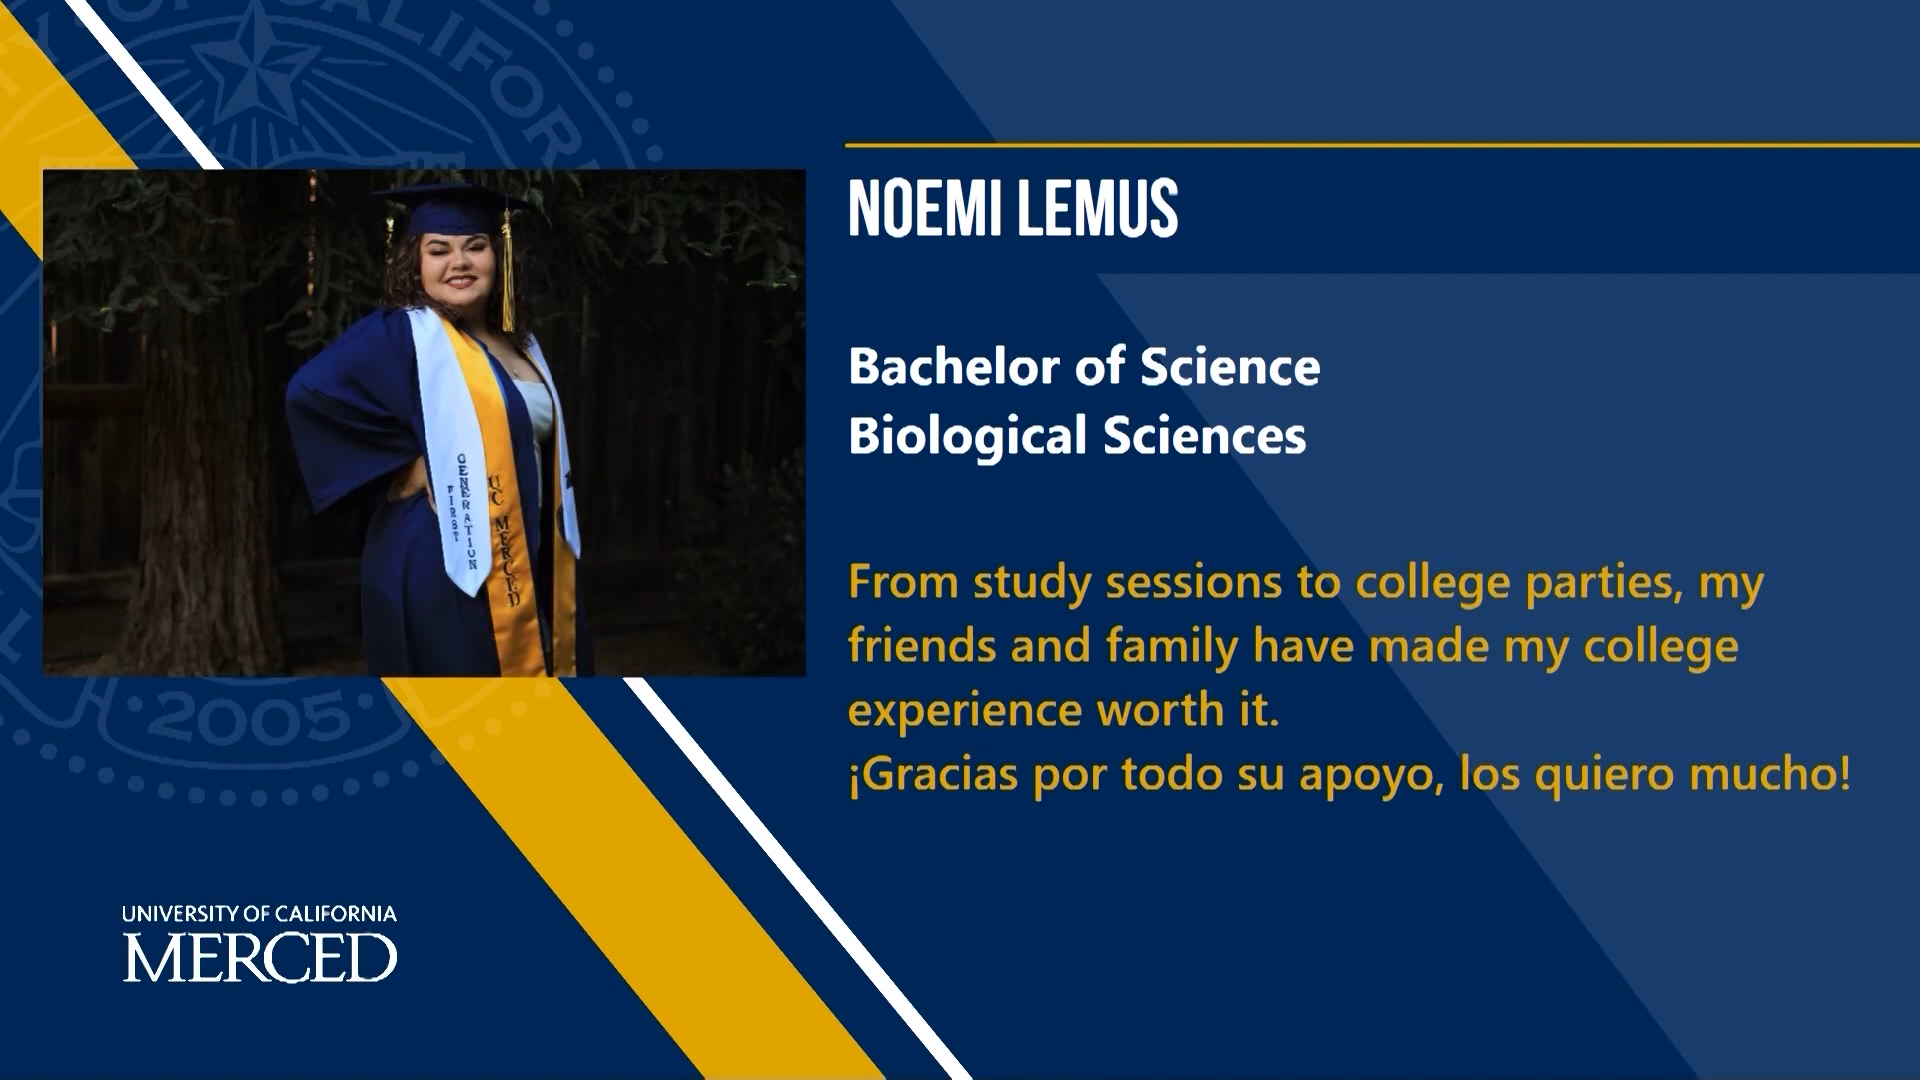 NOEMI LEMUS
Bachelor of Science
Biological Sciences
From study sessions to college parties, my
friends and family have made my college
experience worth it.
¡Gracias por todo su apoyo, los quiero mucho!
FIRST
GENERATION
UC MERCED
2005
UNIVERSITY OF CALIFORNIA
MERCED